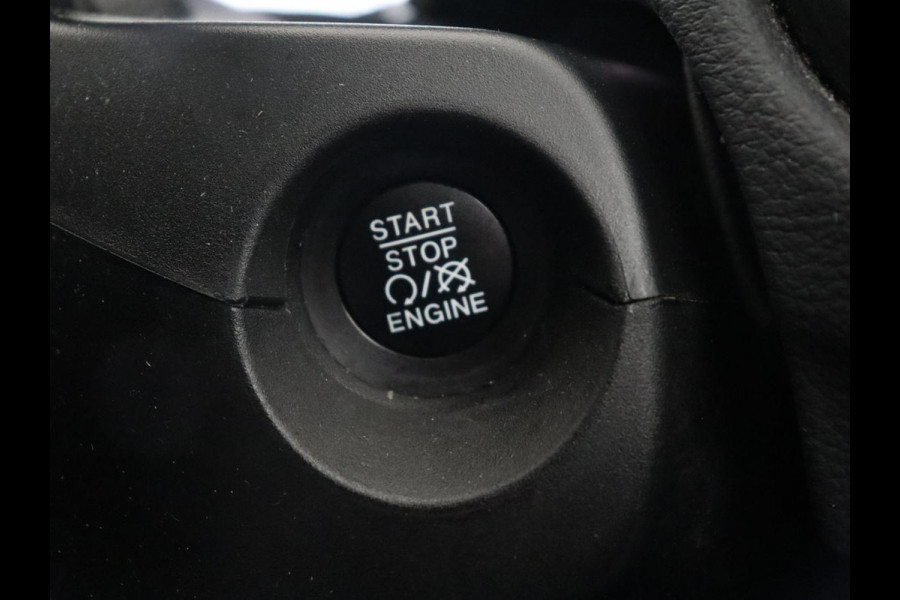 START
STOP
/
ENGINE